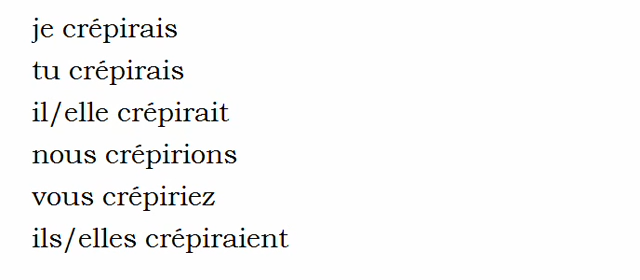 je crépirais
tu crépirais
il/elle crépirait
nous crépirions
vous crépiriez
ils/elles crépiraient